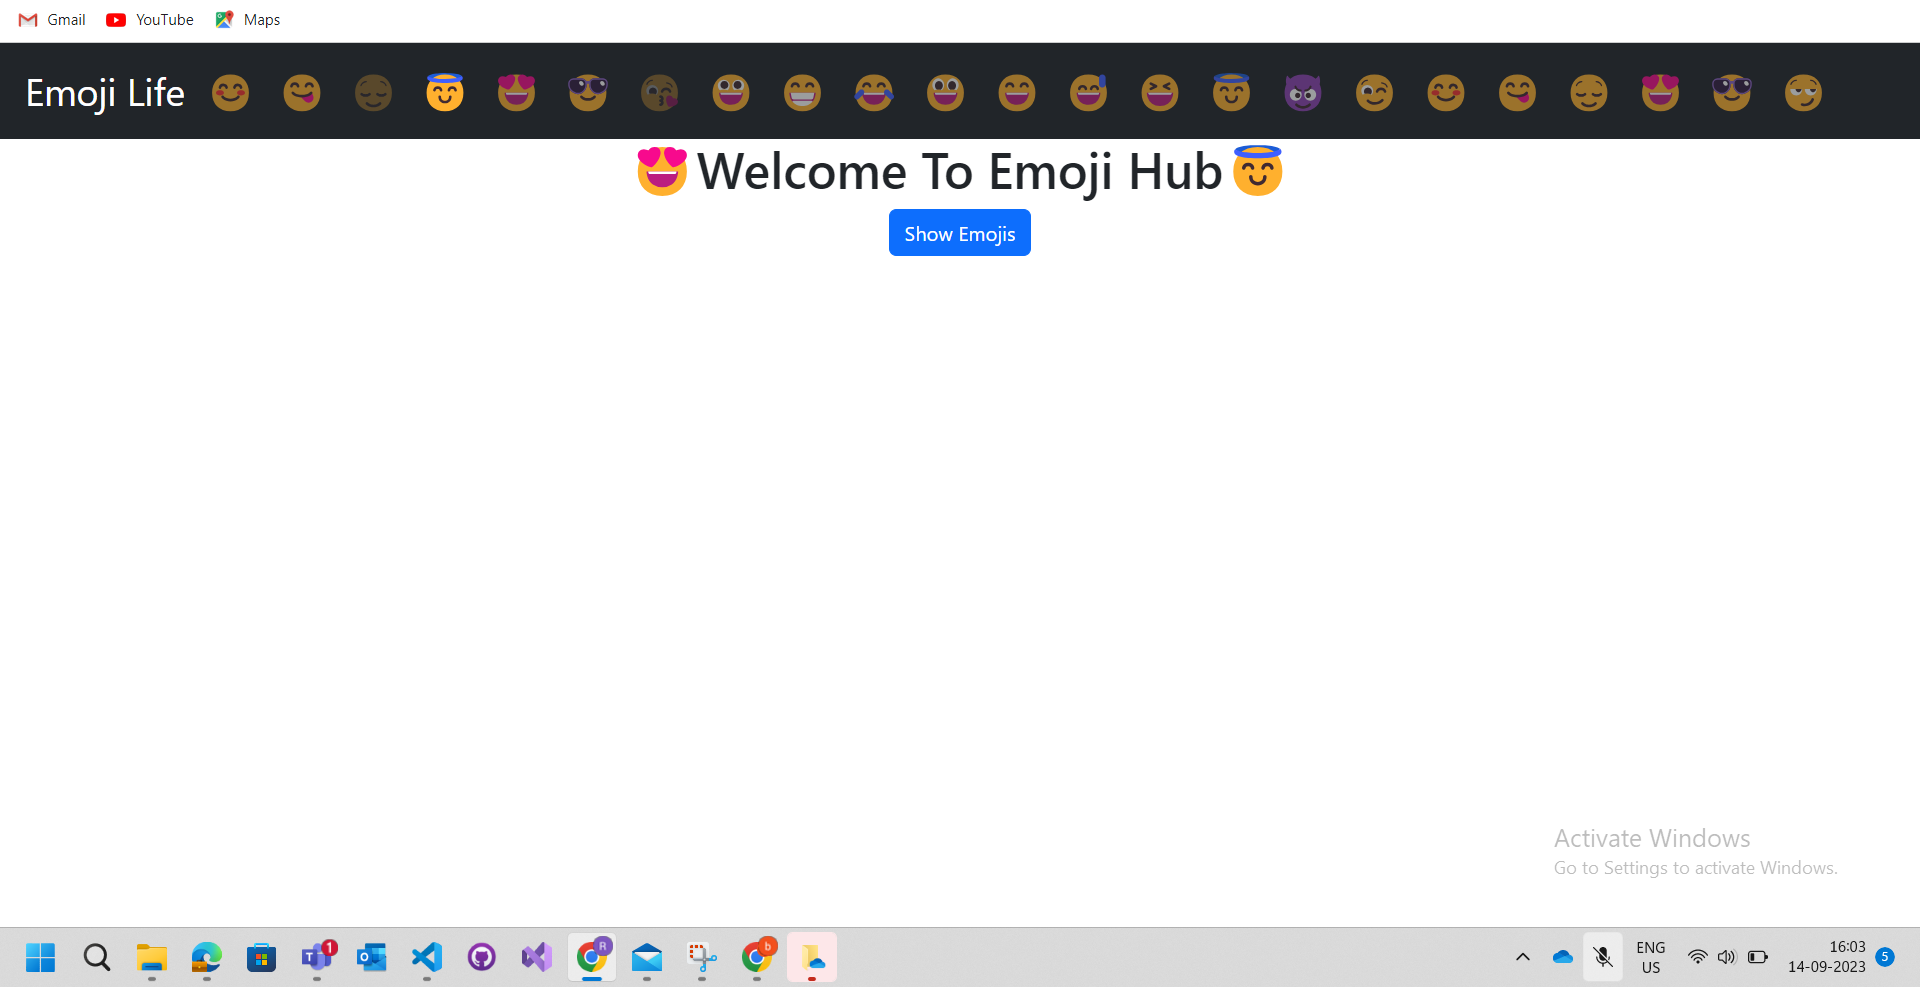 Gmail YouTube Maps
Emoji Life
Welcome To Emoji Hub
Show Emojis
Activate Windows
Go to Settings to activate Windows.
1
T
O
R
b
ENG
US
16:03
14-09-2023
5